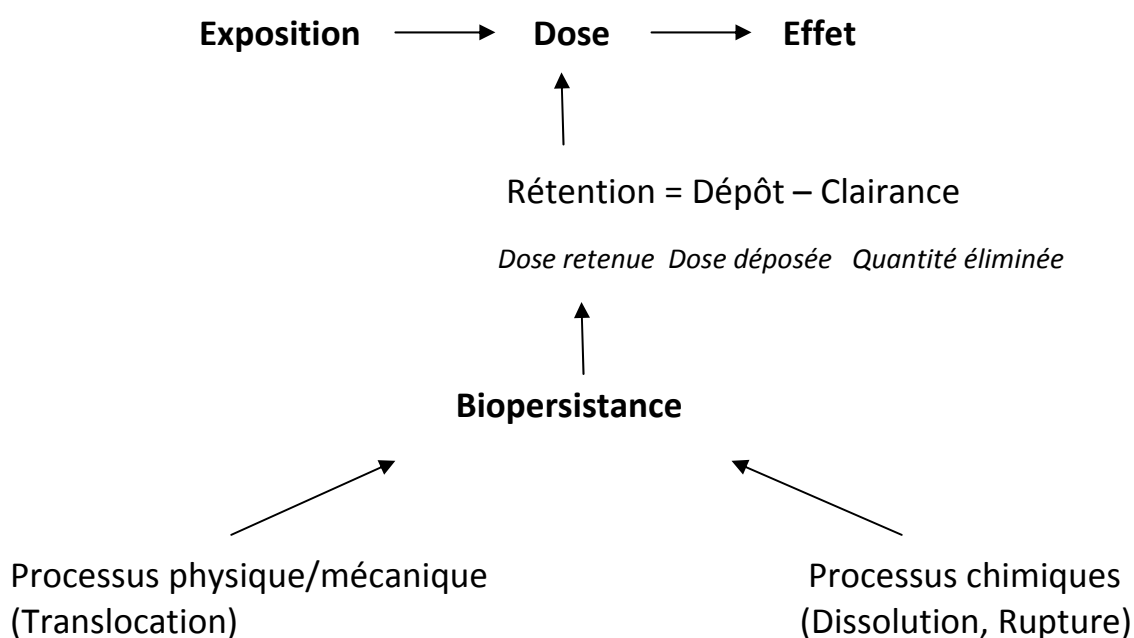 Exposition Dose Effet
Rétention = Dépôt – Clairance
Dose retenue Dose déposée Quantité éliminée
Biopersistance
Processus physique/mécanique
(Translocation)
Processus chimiques
(Dissolution, Rupture)